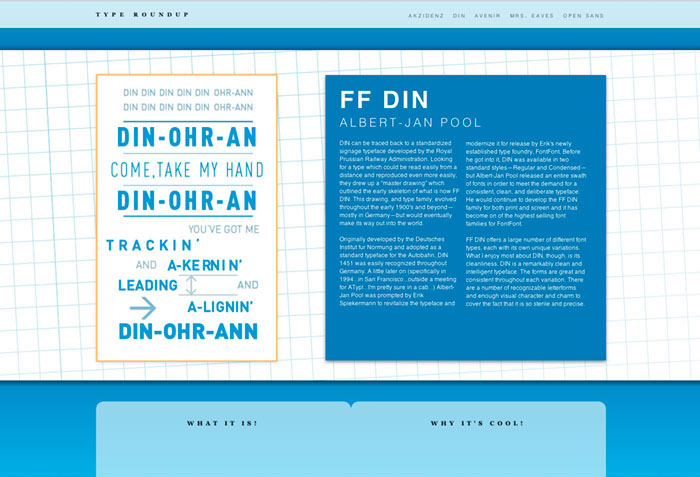 TYPE ROUNDUP
AKZIDENZ DIN AVENIR MRS. EAVES OPEN SANS
DIN DIN DIN DIN DIN OHR-ANN
DIN DIN DIN DIN DIN OHR-ANN
DIN-OHR-AN
COME,TAKE MY HAND
DIN-OHR-AN
YOU'VE GOT ME
TRACKIN'
AND A-KERNIN'
LEADING AND
A-LIGNIN'
DIN-OHR-ANN
FF DIN
ALBERT-JAN POOL
DIN can be traced back to a standardized
signage typeface developed by the Royal
Prussian Railway Administration. Looking
for a type which could be read easily from a
distance and reproduced even more easily,
they drew up a "master drawing" which
outlined the early skeleton of what is now FF
DIN. This drawing, and type family, evolved
throughout the early 1900's and beyond—
mostly in Germany—but would eventually
make its way out into the world.
Originally developed by the Deutsches
Institut fur Normung and adopted as a
standard typeface for the Autobahn, DIN
1451 was easily recognized throughout
Germany. A little later on (specifically in
1994...in San Francisco...outside a meeting
for ATypI...I'm pretty sure in a cab...) Albert-
Jan Pool was prompted by Erik
Spiekermann to revitalize the typeface and
modernize it for release by Erik's newly
established type foundry, FontFont. Before
he got into it, DIN was available in two
standard styles—Regular and Condensed—
but Albert-Jan Pool released an entire swath
of fonts in order to meet the demand for a
consistent, clean, and deliberate typeface.
He would continue to develop the FF DIN
family for both print and screen and it has
become on of the highest selling font
families for FontFont.
FF DIN offers a large number of different font
types, each with its own unique variations.
What I enjoy most about DIN, though, is its
cleanliness. DIN is a remarkably clean and
intelligent typeface. The forms are great and
consistent throughout each variation. There
are a number of recognizable letterforms
and enough visual character and charm to
cover the fact that it is so sterile and precise.
WHAT IT IS!
WHY IT'S COOL!